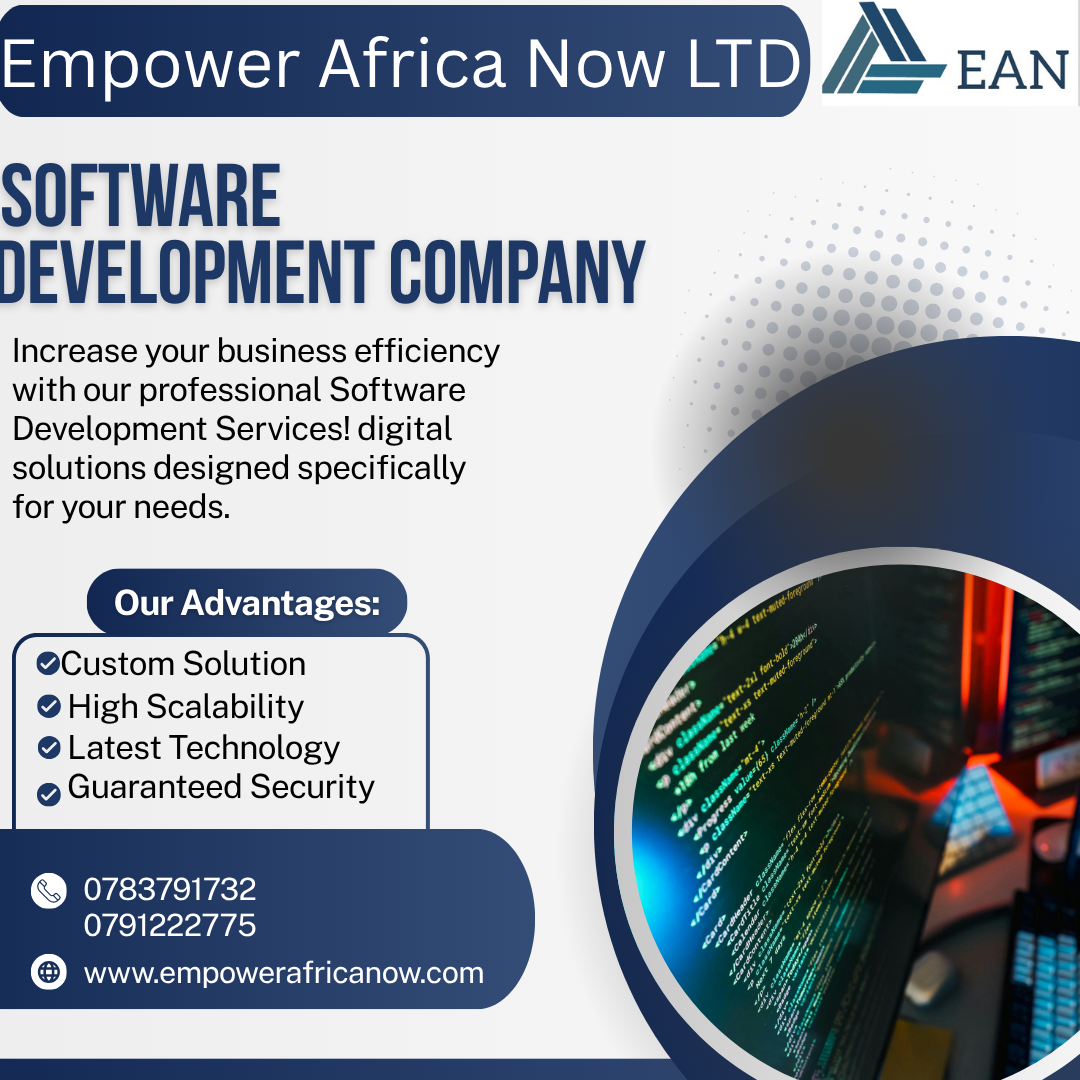 Empower Africa Now LTD
EAN
SOFTWARE
DEVELOPMENT COMPANY
Increase your business efficiency
with our professional Software
Development Services! digital
solutions designed specifically
for your needs.
Our Advantages:
Custom Solution
High Scalability
Latest Technology
Guaranteed Security
0783791732
0791222775
www.empowerafricanow.com